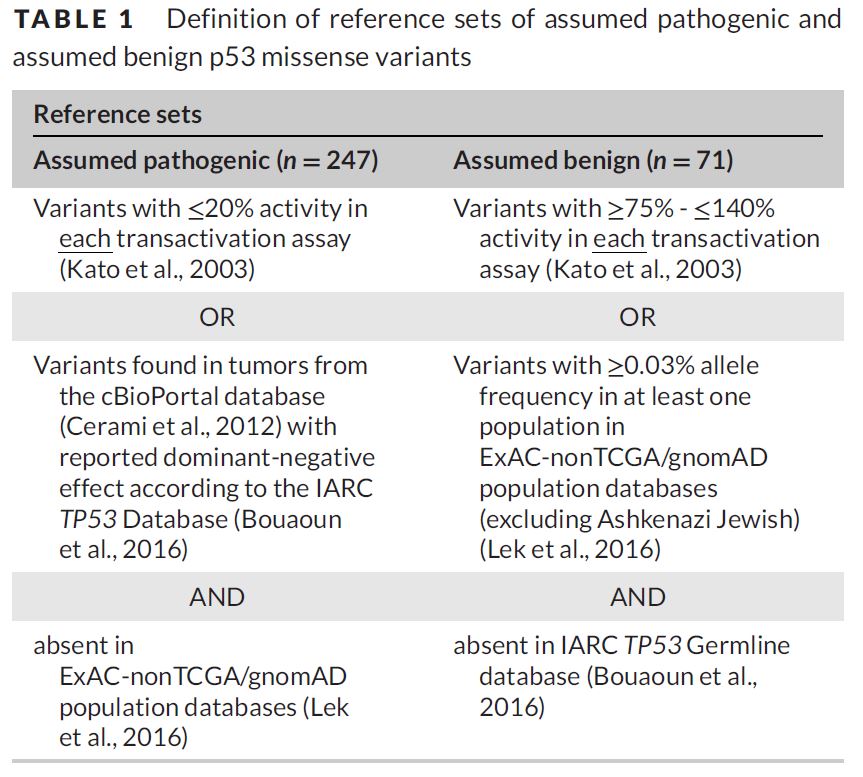 TABLE 1 Definition of reference sets of assumed pathogenic and
assumed benign p53 missense variants
Reference sets
Assumed pathogenic (n = 247)
Assumed benign (n = 71)
Variants with ≤20% activity in
each transactivation assay
(Kato et al., 2003)
Variants with ≥75% - ≤140%
activity in each transactivation
assay (Kato et al., 2003)
OR
OR
Variants found in tumors from
the cBioPortal database
(Cerami et al., 2012) with
reported dominant-negative
effect according to the IARC
TP53 Database (Bouaoun
et al., 2016)
Variants with ≥0.03% allele
frequency in at least one
population in
ExAC-nonTCGA/gnomAD
population databases
(excluding Ashkenazi Jewish)
(Lek et al., 2016)
AND
AND
absent in
ExAC-nonTCGA/gnomAD
population databases (Lek
et al., 2016)
absent in IARC TP53 Germline
database (Bouaoun et al.,
2016)